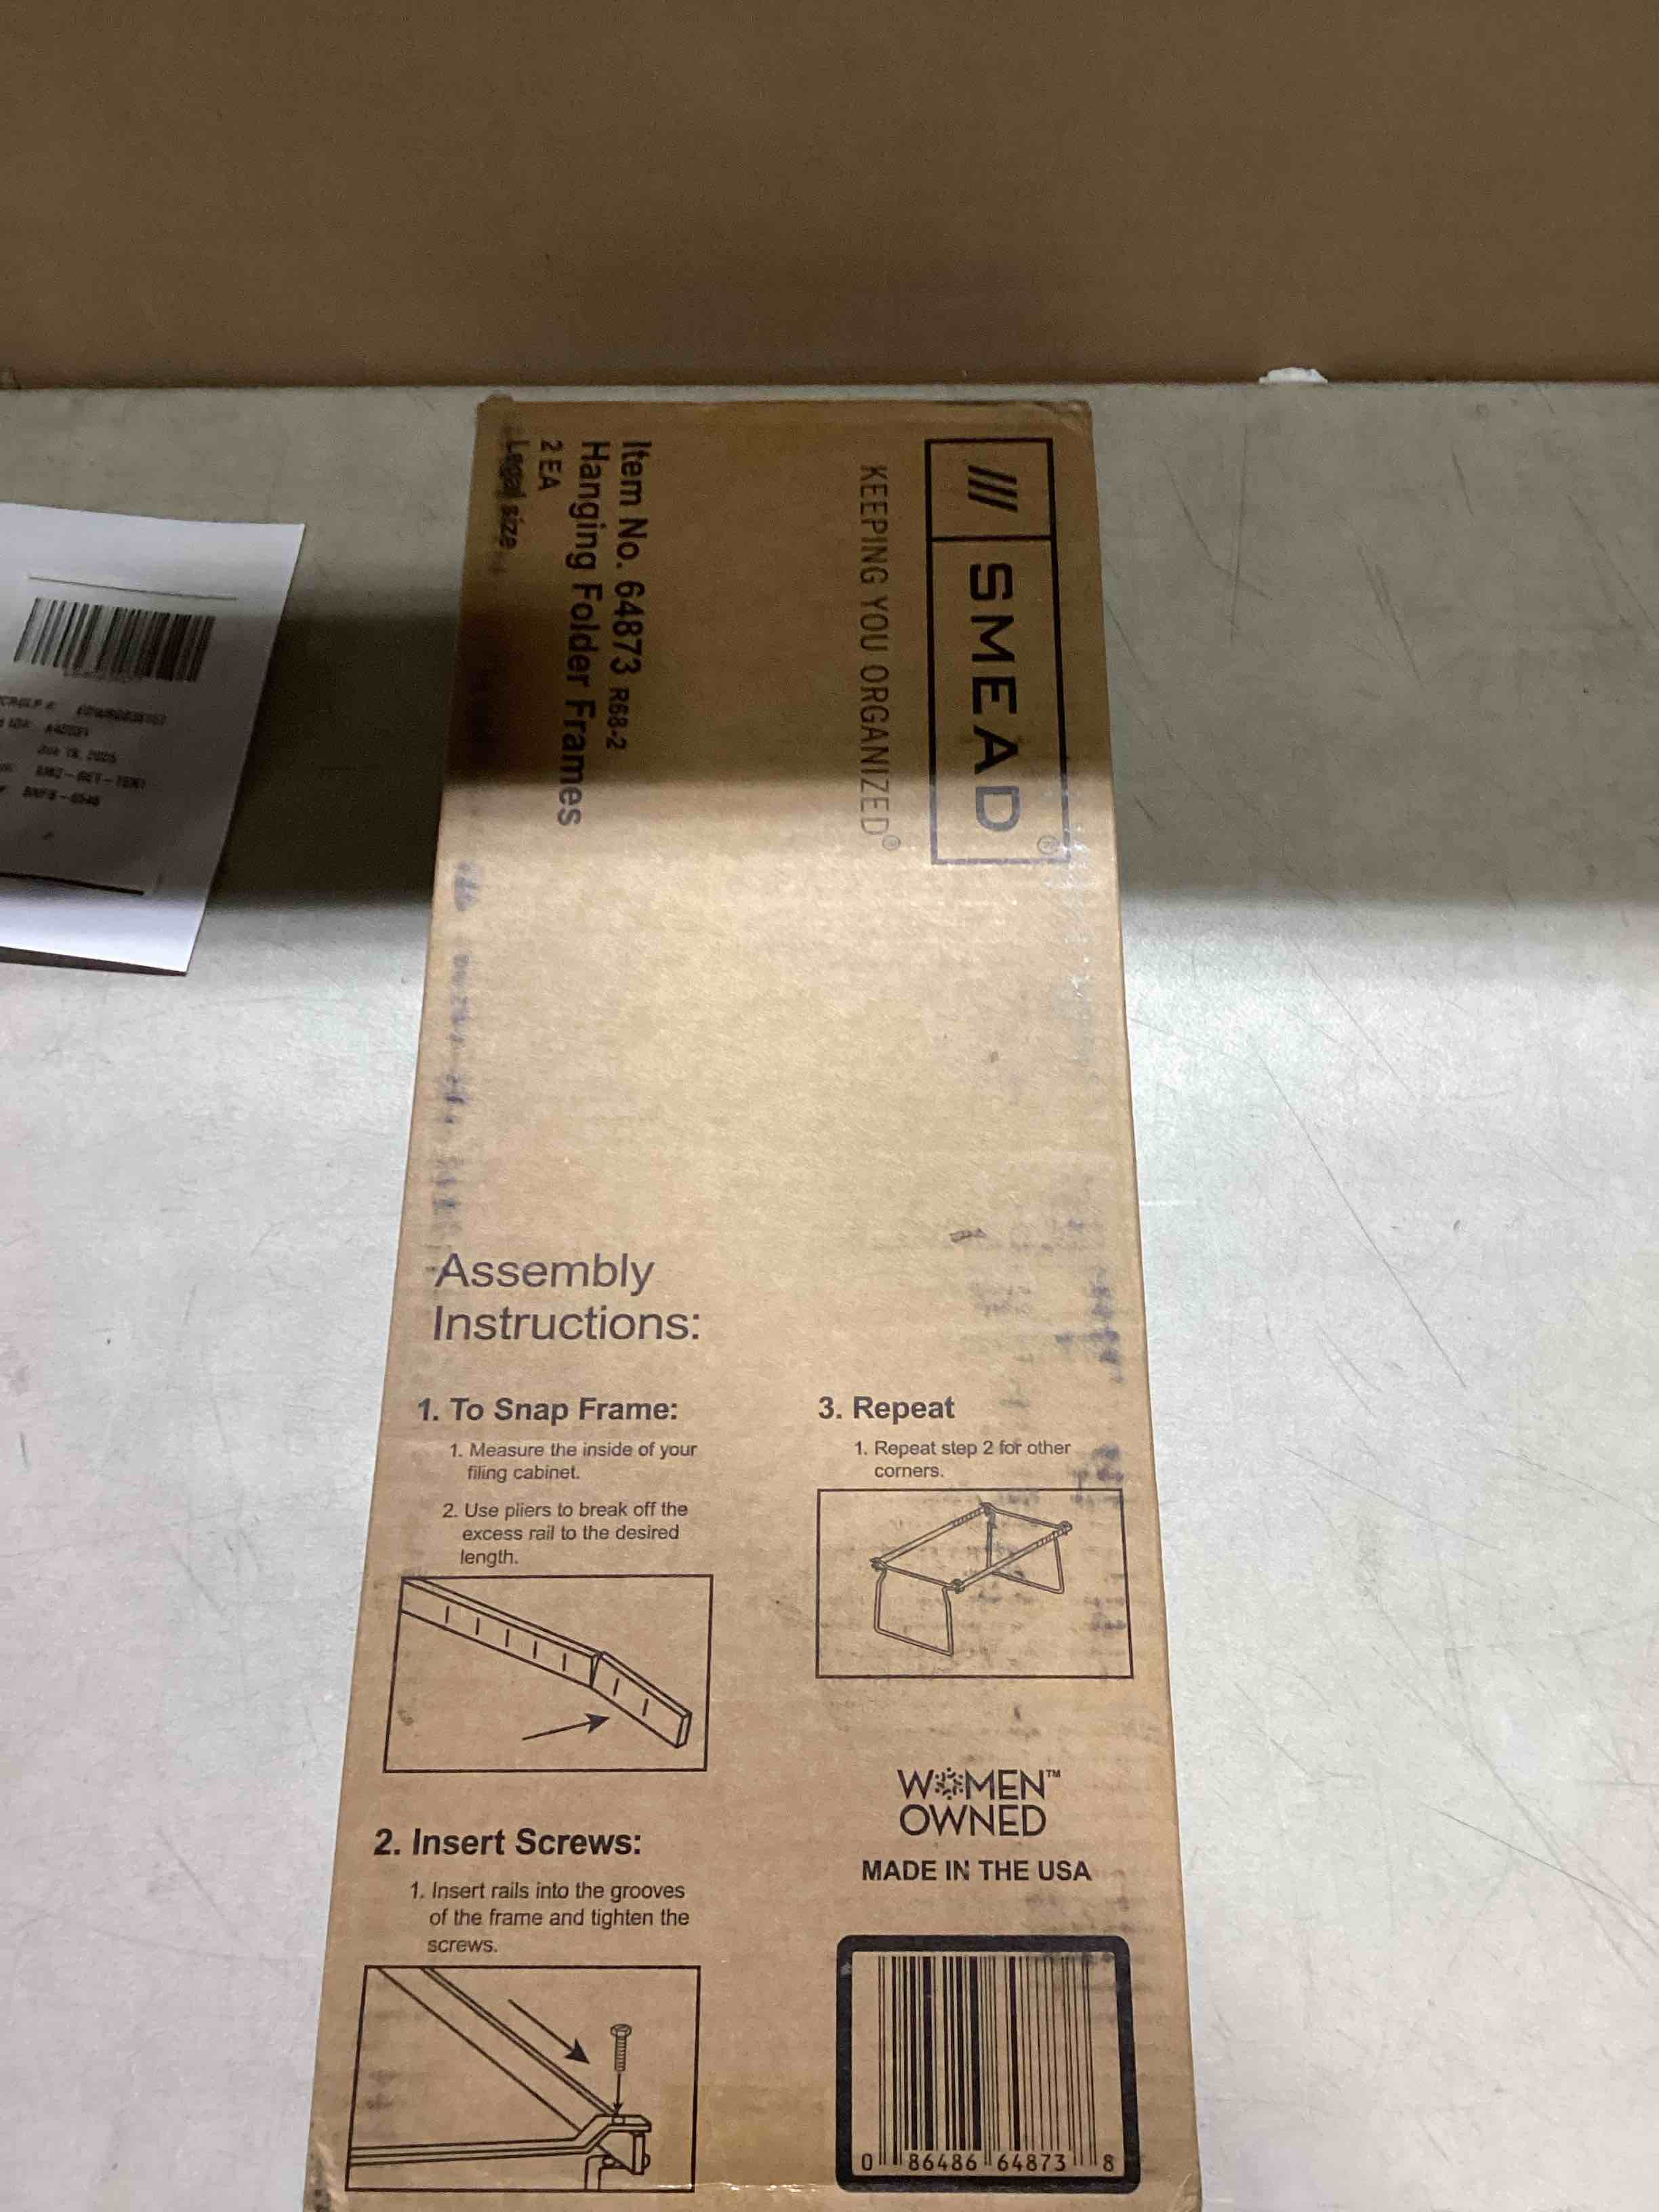 SMEAD®
KEEPING YOU ORGANIZED®
Item No. 64873 R68-2
Hanging Folder Frames
2 EA
Legal size
Assembly
Instructions:
1. To Snap Frame:
1. Measure the inside of your
filing cabinet.
2. Use pliers to break off the
excess rail to the desired
length.
2. Insert Screws:
1. Insert rails into the grooves
of the frame and tighten the
screws.
3. Repeat
1. Repeat step 2 for other
corners.
WOMEN™
OWNED
MADE IN THE USA
0 86486 64873 8